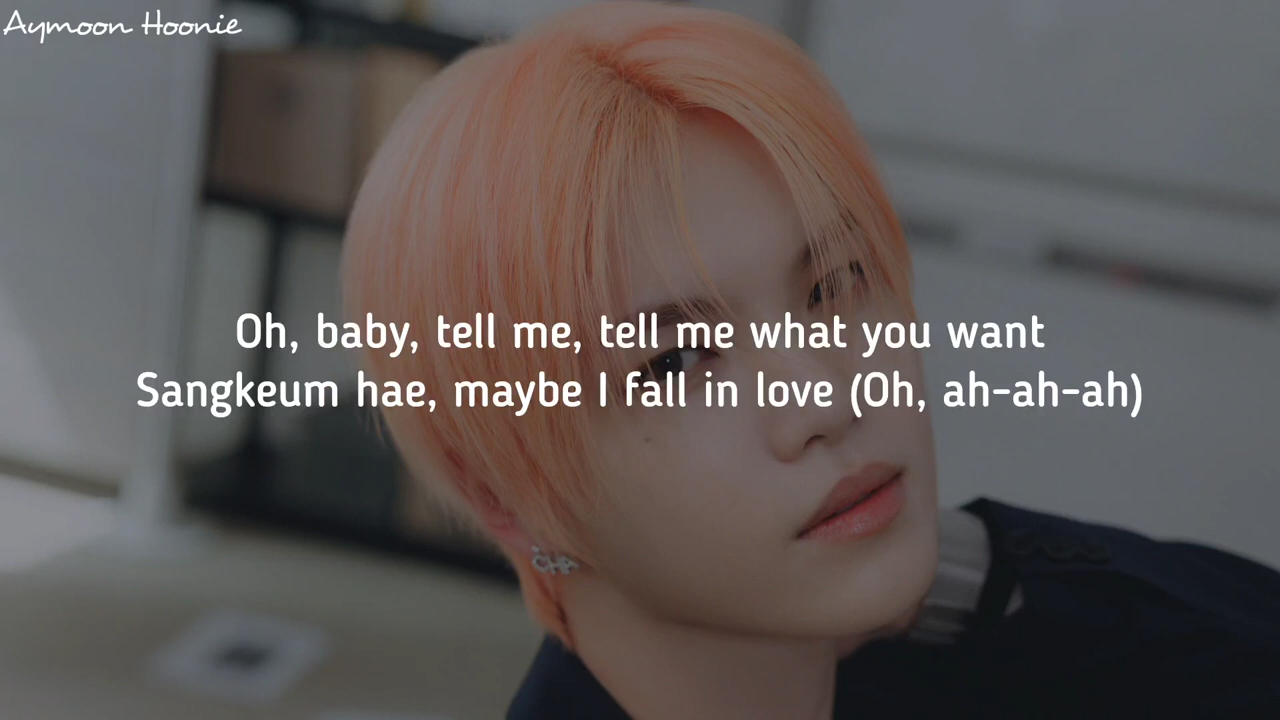 Aymoon Hoonie
Oh, baby, tell me, tell me what you want
Sangkeum hae, maybe I fall in love (Oh, ah-ah-ah)